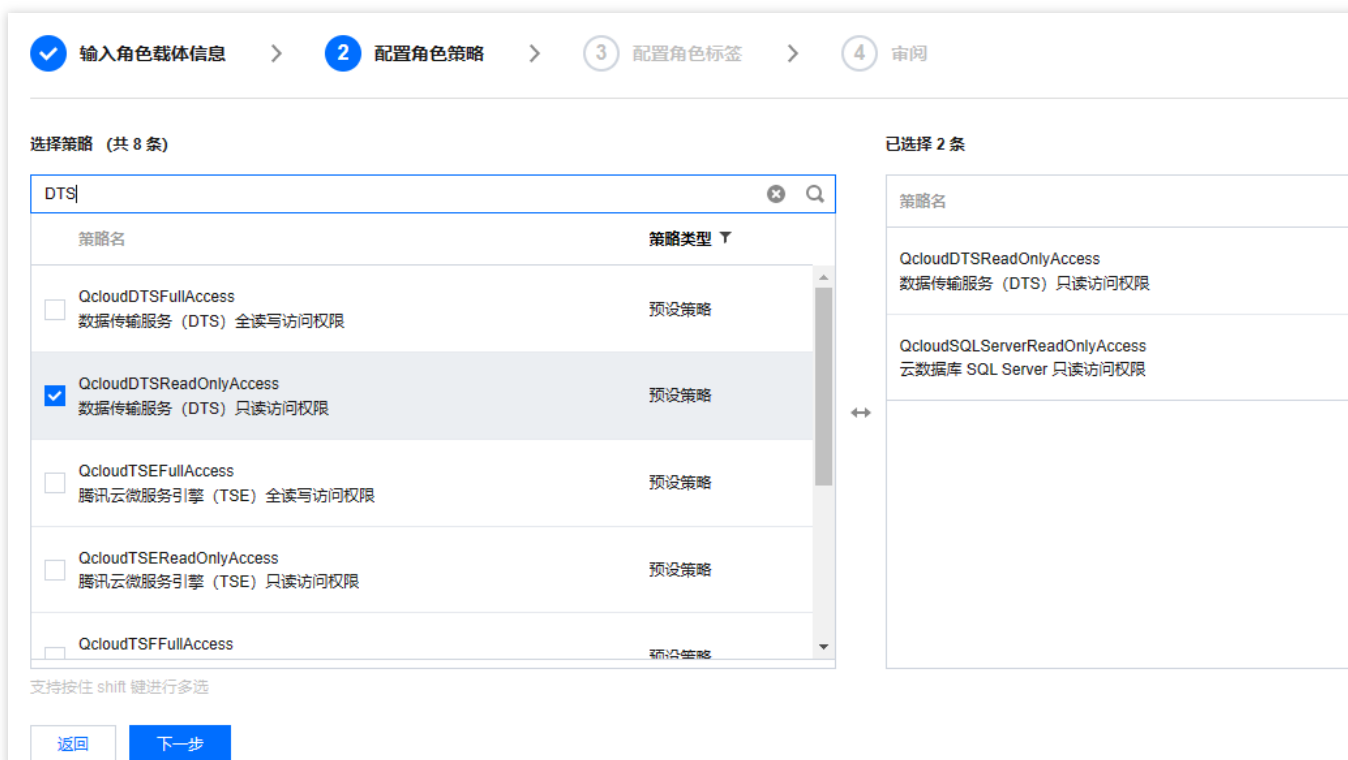 输入角色载体信息
2 配置角色策略
3 配置角色标签
4 审阅
选择策略 (共 8 条)
DTS
策略名 策略类型
QcloudDTSFullAccess
数据传输服务（DTS）全读写访问权限
预设策略
QcloudDTSReadOnlyAccess
数据传输服务（DTS）只读访问权限
预设策略
QcloudTSEFullAccess
腾讯云微服务引擎（TSE）全读写访问权限
预设策略
QcloudTSEReadOnlyAccess
腾讯云微服务引擎（TSE）只读访问权限
预设策略
QcloudTSFFullAccess
预设策略
支持按住 shift 键进行多选
返回 下一步
已选择 2 条
策略名
QcloudDTSReadOnlyAccess
数据传输服务（DTS）只读访问权限
QcloudSQLServerReadOnlyAccess
云数据库 SQL Server 只读访问权限